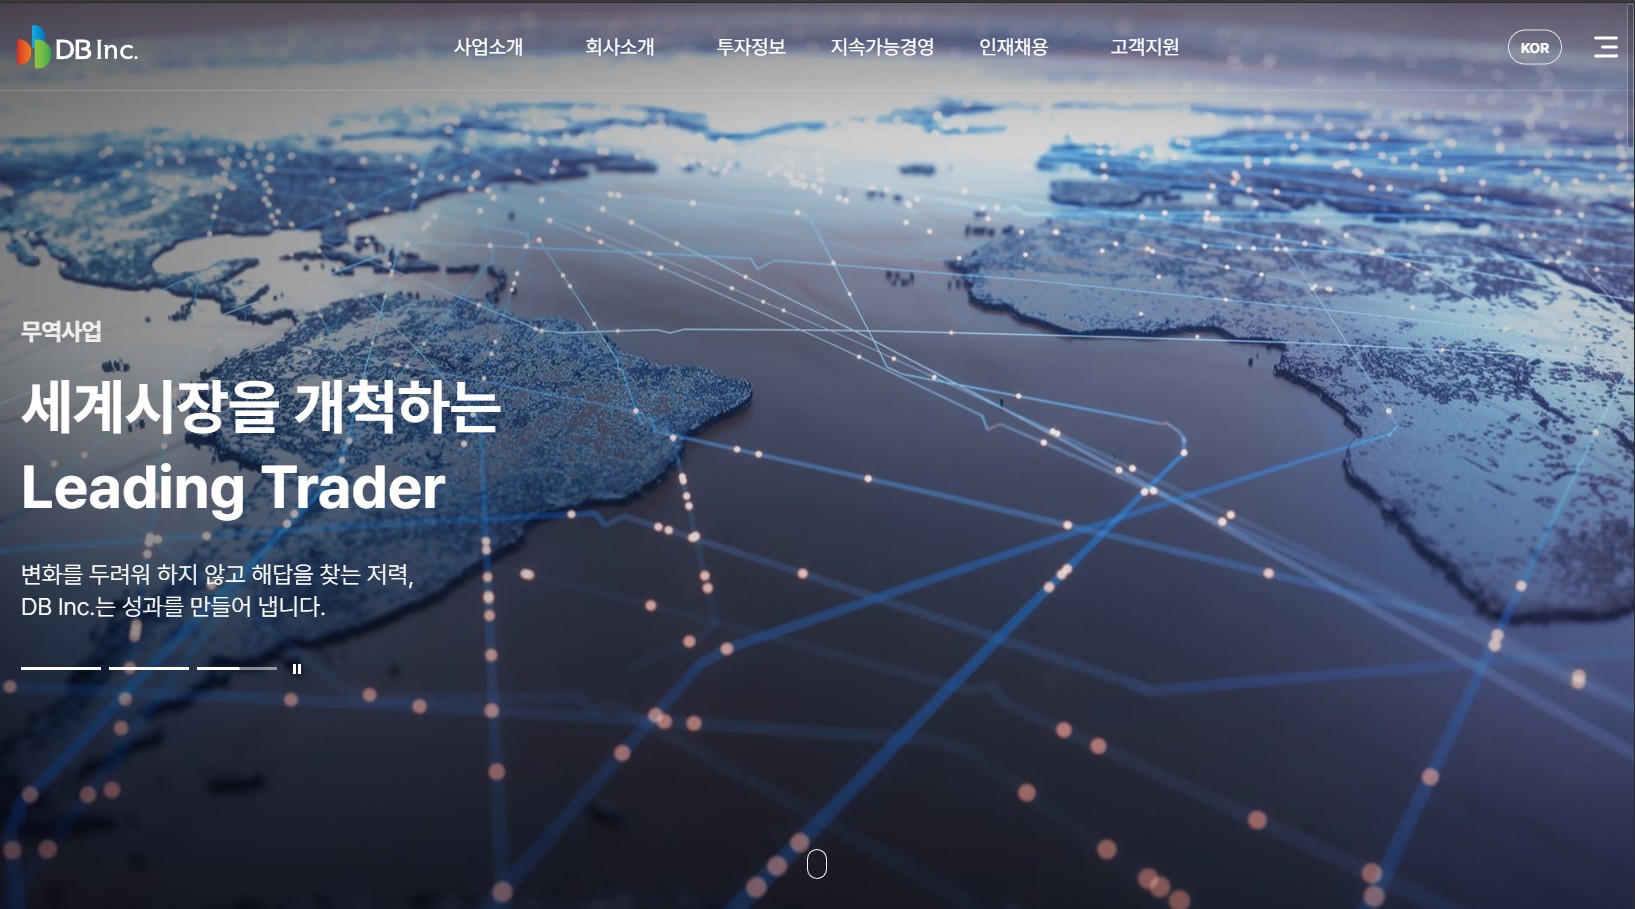 DB Inc.
사업소개
회사소개
투자정보
지속가능경영
인재채용
고객지원
KOR
무역사업
세계시장을 개척하는
Leading Trader
변화를 두려워 하지 않고 해답을 찾는 저력,
DB Inc.는 성과를 만들어 냅니다.